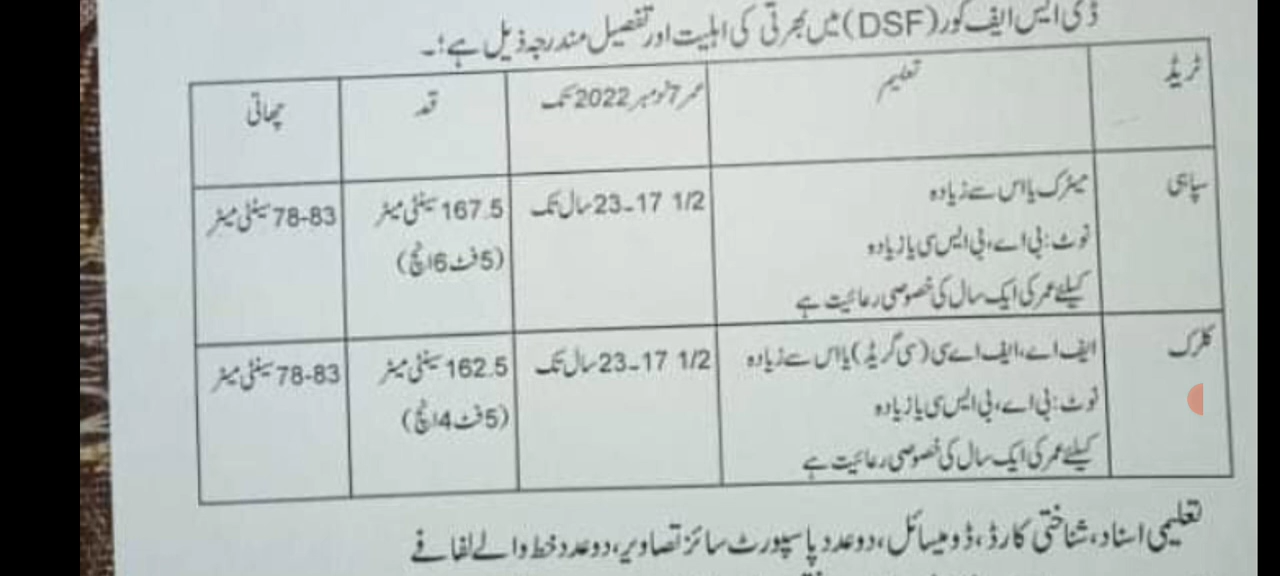 ڈی ایس ایف کور (DSF) میں بھرتی کی اہلیت اور تفصیل مندرجہ ذیل ہے؛۔
ٹریڈ
تعلیم
عمر 7 نومبر 2022 تک
قد
چھاتی
سپاہی
میٹرک یا اس سے زیادہ
نوٹ: بی اے، بی ایس سی یا زیادہ
کیلئے عمر کی ایک سال کی خصوصی رعائیت ہے
17 1/2۔23 سال تک
167.5 سینٹی میٹر
(5 فٹ 6 انچ)
78-83 سینٹی میٹر
کلرک
ایف اے، ایف اے سی (سی گریڈ) یا اس سے زیادہ
نوٹ: بی اے، بی ایس سی یا زیادہ
کیلئے عمر کی ایک سال کی خصوصی رعائیت ہے
17 1/2۔23 سال تک
162.5 سینٹی میٹر
(5 فٹ 4 انچ)
78-83 سینٹی میٹر
تعلیمی اسناد، شناختی کارڈ، ڈومیسائل، دو عدد پاسپورٹ سائز تصاویر، دو عدد خط والے لفافے